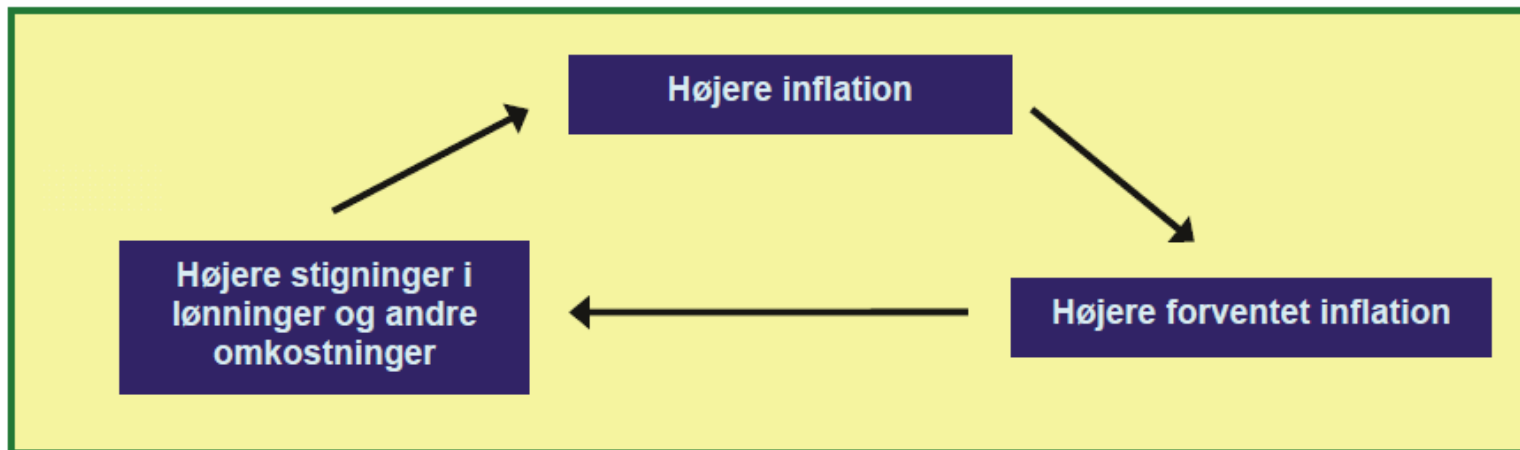 Højere inflation
Højere stigninger i
lønninger og andre
omkostninger
Højere forventet inflation